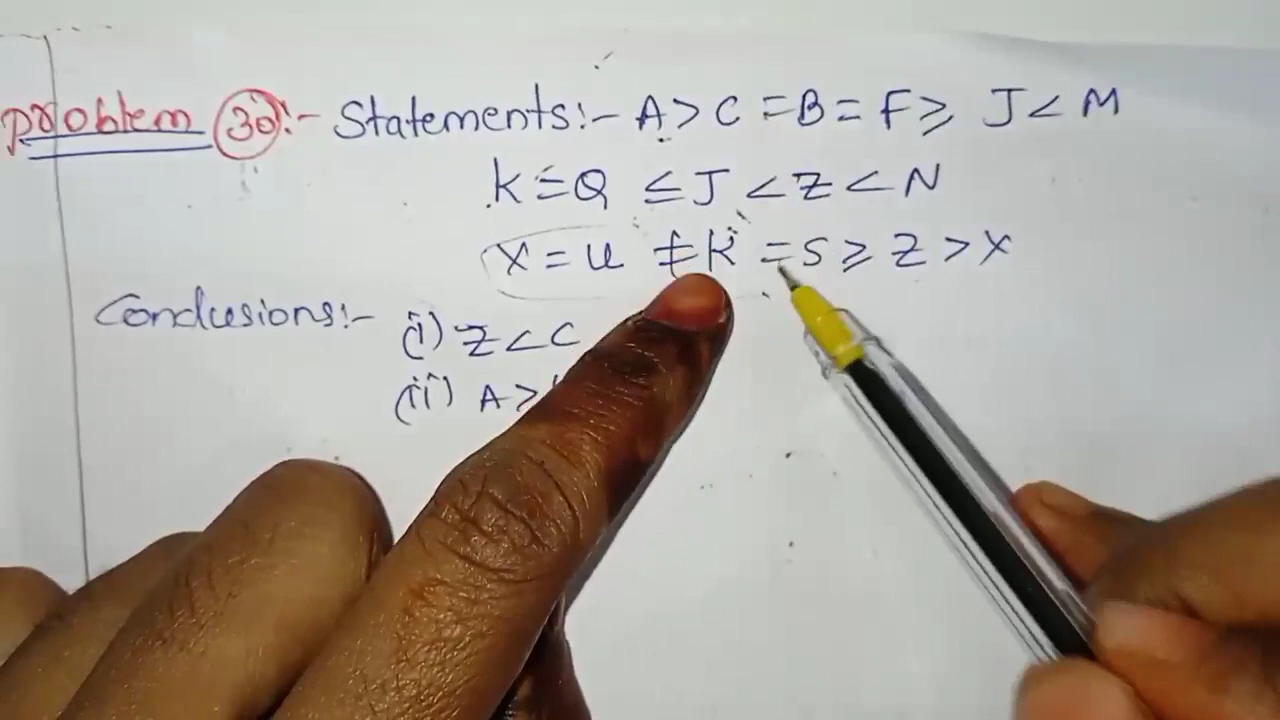 problem 30:- Statements:- A > C = B = F ≥ J < M
K = Q ≤ J < Z < N
X = U ≠ K = S ≥ Z > X
Conclusions:- (i) Z < C
(ii) A >